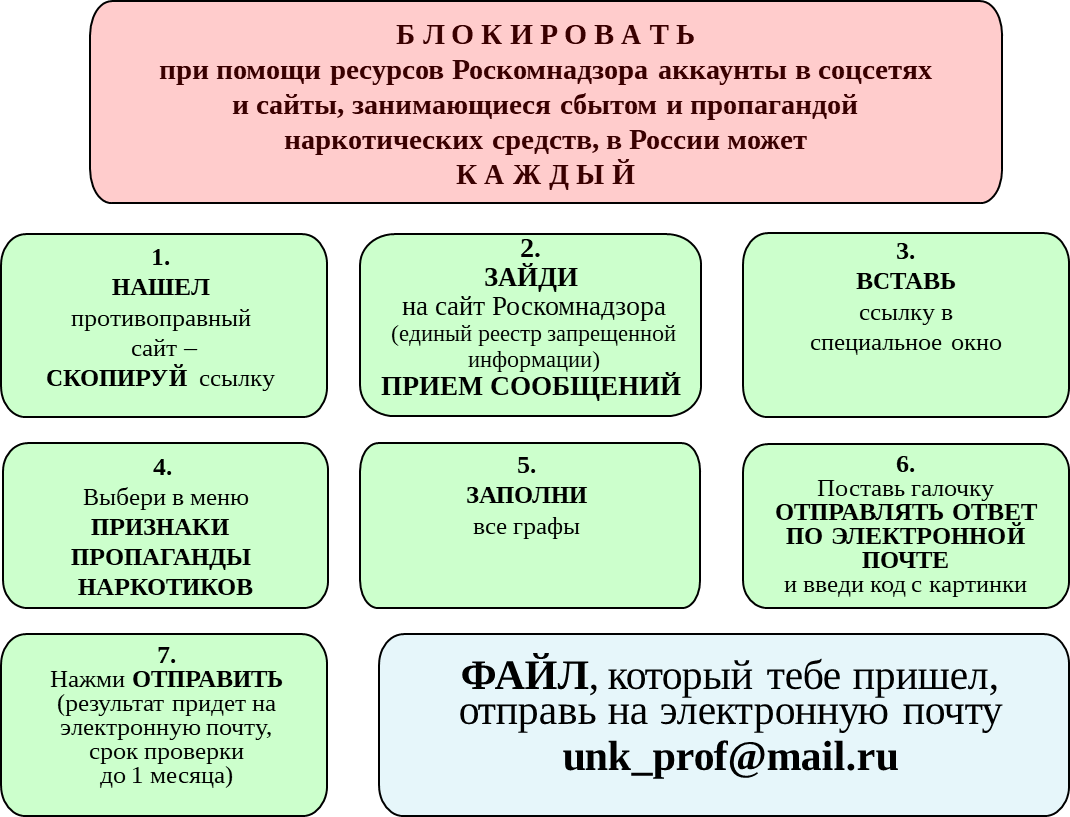 Б Л О К И Р О В А Т Ь
при помощи ресурсов Роскомнадзора аккаунты в соцсетях
и сайты, занимающиеся сбытом и пропагандой
наркотических средств, в России может
К А Ж Д Ы Й
1.
НАШЕЛ
противоправный
сайт –
СКОПИРУЙ ссылку
2.
ЗАЙДИ
на сайт Роскомнадзора
(единый реестр запрещенной
информации)
ПРИЕМ СООБЩЕНИЙ
3.
ВСТАВЬ
ссылку в
специальное окно
4.
Выбери в меню
ПРИЗНАКИ
ПРОПАГАНДЫ
НАРКОТИКОВ
5.
ЗАПОЛНИ
все графы
6.
Поставь галочку
ОТПРАВЛЯТЬ ОТВЕТ
ПО ЭЛЕКТРОННОЙ
ПОЧТЕ
и введи код с картинки
7.
Нажми ОТПРАВИТЬ
(результат придет на
электронную почту,
срок проверки
до 1 месяца)
ФАЙЛ, который тебе пришел,
отправь на электронную почту
unk_prof@mail.ru